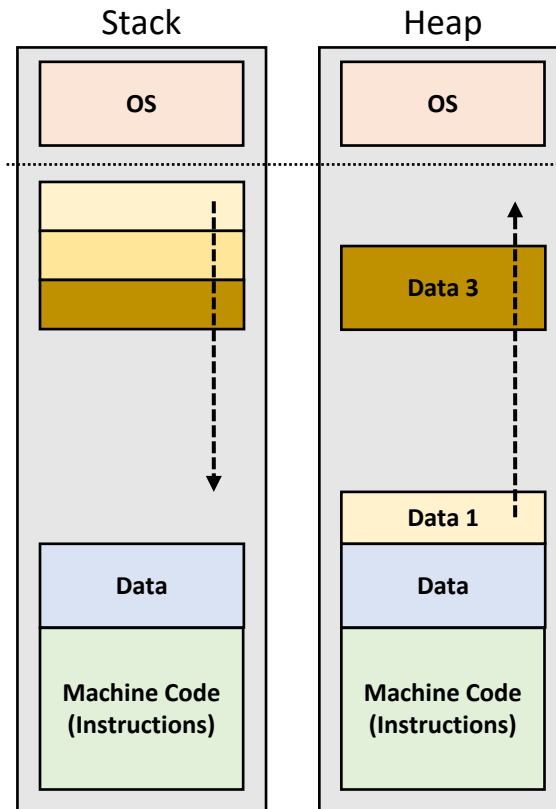 Stack
OS
Data
Machine Code
(Instructions)
Heap
OS
Data 3
Data 1
Data
Machine Code
(Instructions)